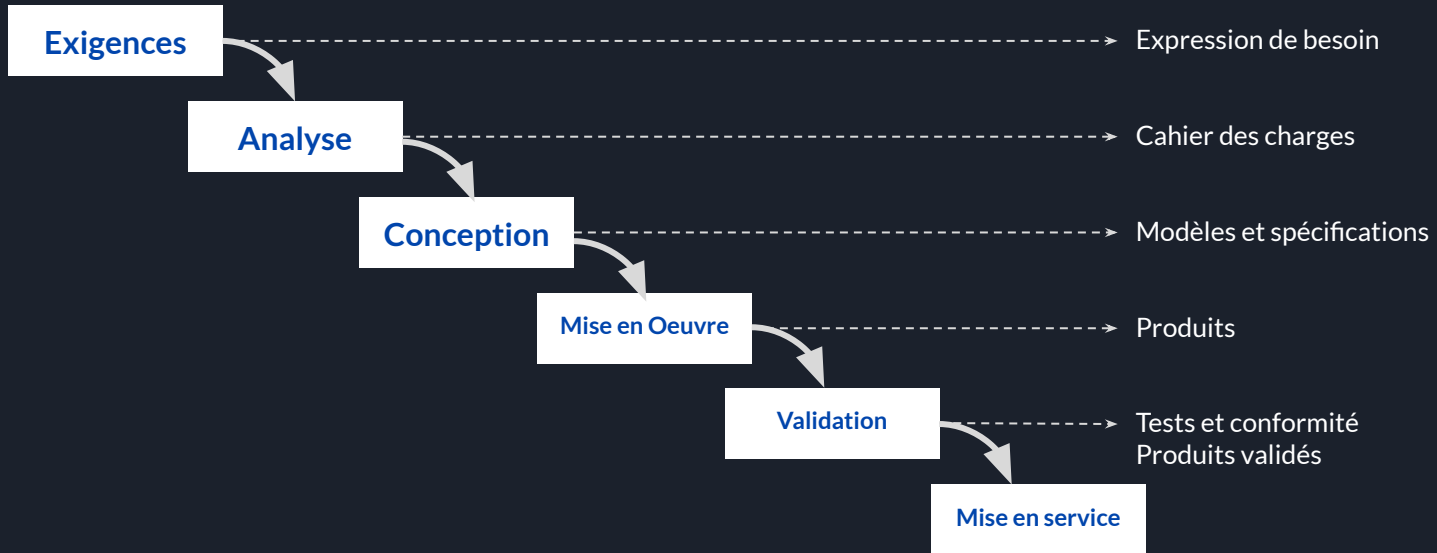 Exigences
Expression de besoin
Analyse
Cahier des charges
Conception
Modèles et spécifications
Mise en Oeuvre
Produits
Validation
Tests et conformité
Produits validés
Mise en service